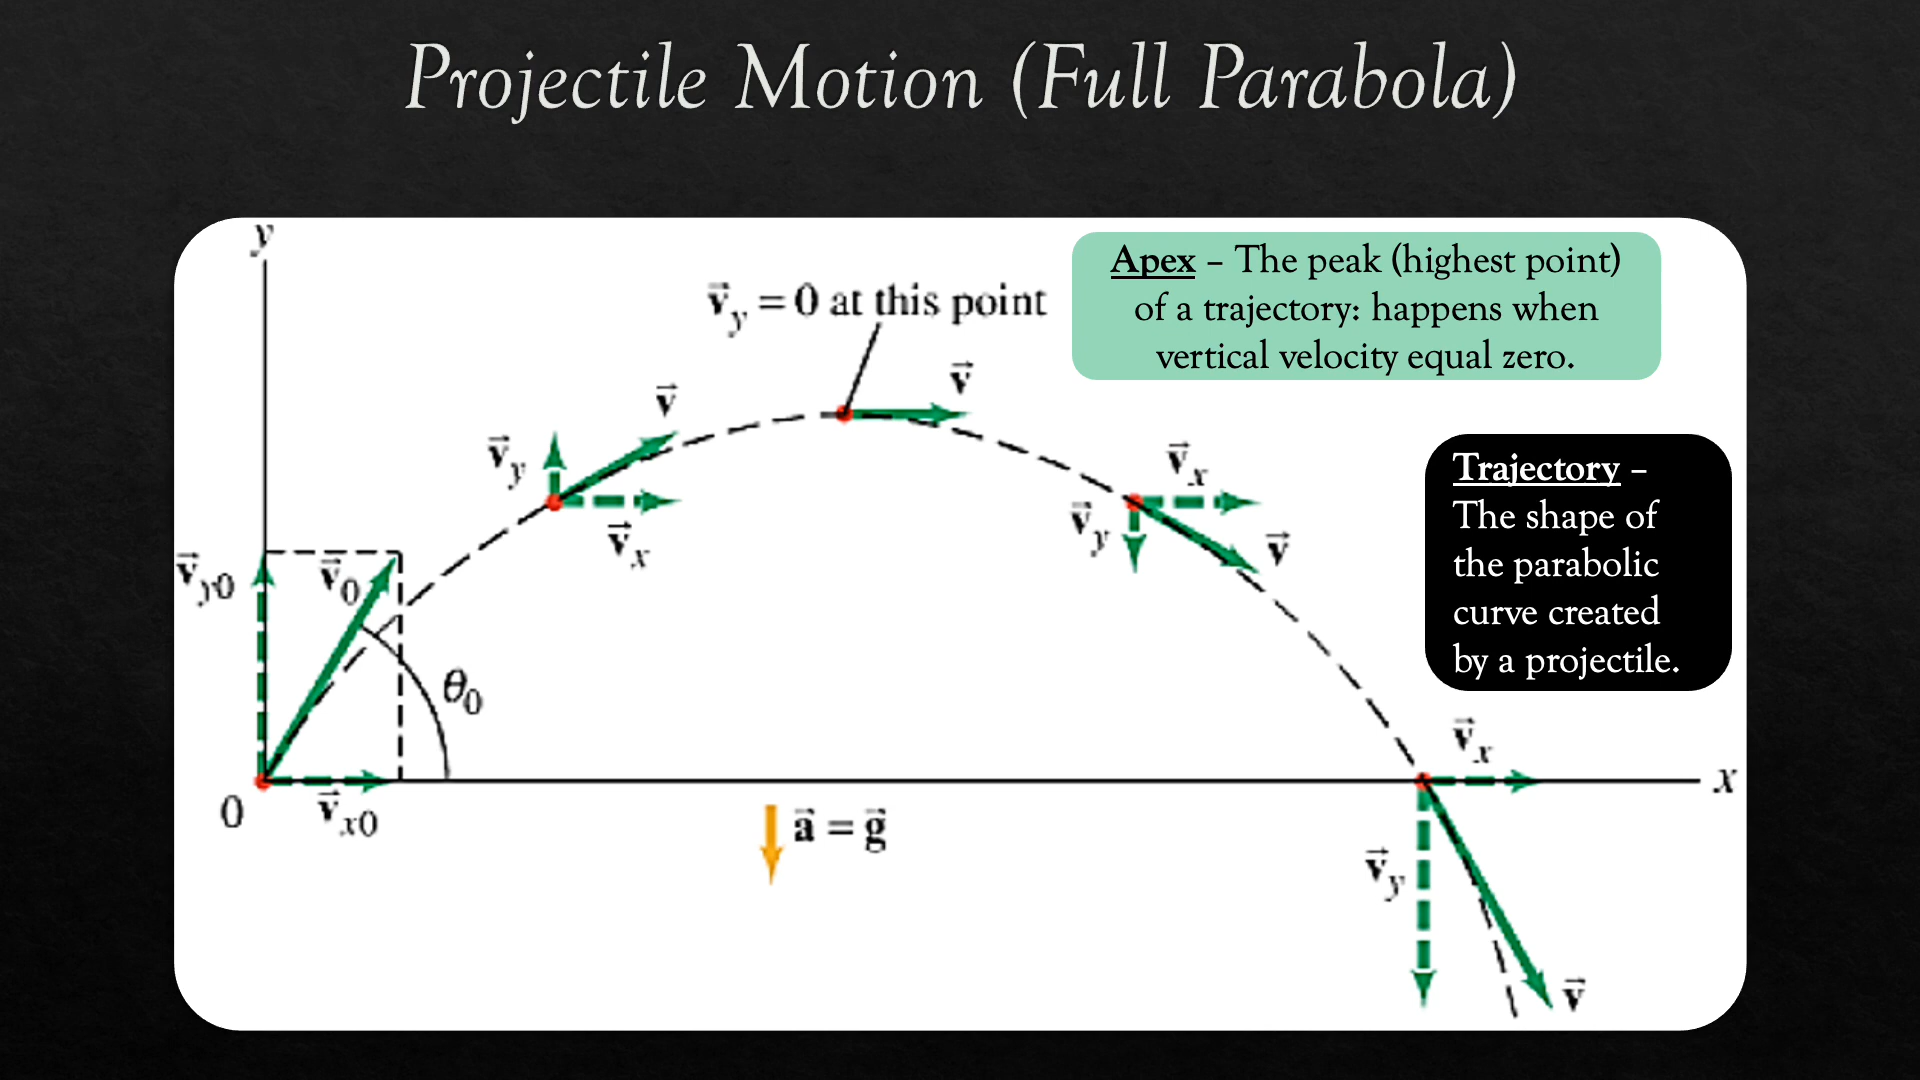 Projectile Motion (Full Parabola)
y
v⃗y = 0 at this point
Apex – The peak (highest point)
of a trajectory: happens when
vertical velocity equal zero.
v⃗
v⃗
v⃗y
v⃗x
v⃗x
v⃗y
v⃗
Trajectory –
The shape of
the parabolic
curve created
by a projectile.
v⃗y0
v⃗0
θ0
v⃗x
x
0
v⃗x0
a⃗ = g⃗
v⃗y
v⃗